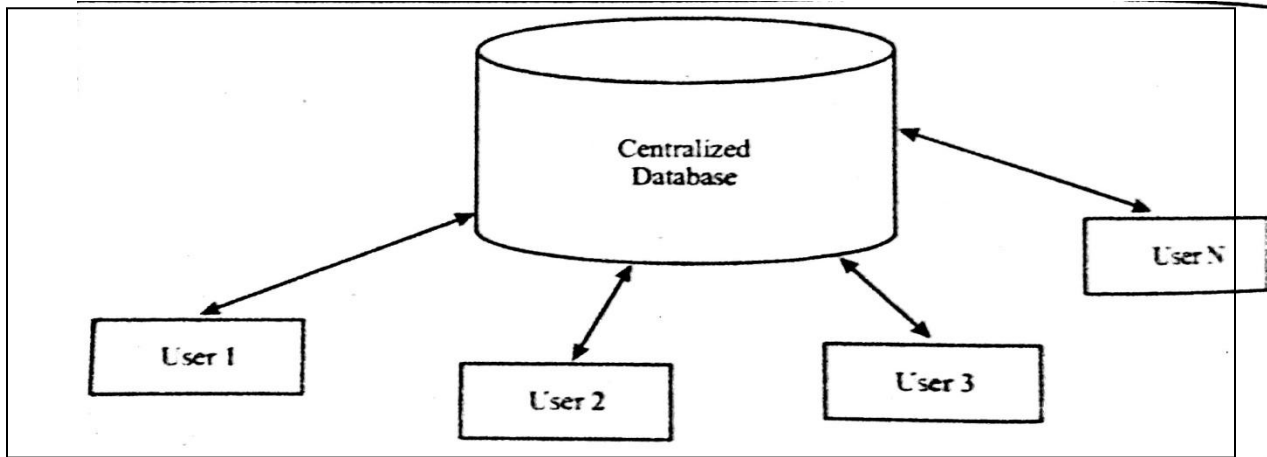 Centralized
Database
User N
User 1
User 2
User 3